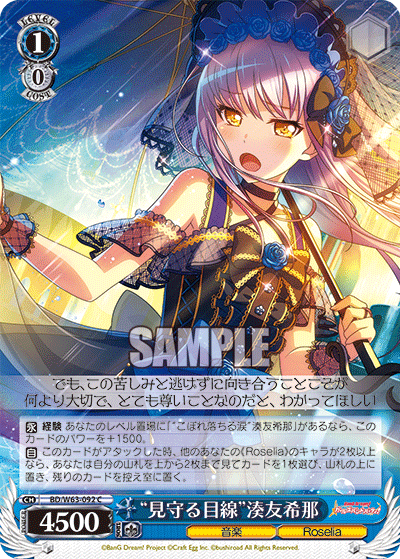 LEVEL
1
0
COST
SAMPLE
でも、この苦しみと逃げずに向き合うことこそが
何より大切で、とても尊いことなのだと、わかってほしい
永 経験 あなたのレベル置場に「“こぼれ落ちる涙”湊友希那」があるなら、こ
のカードのパワーを+1500。
自 このカードがアタックした時、他のあなたの《Roselia》のキャラが2枚以上
なら、あなたは自分の山札を上から2枚まで見てカードを1枚選び、山札の上に
置き、残りのカードを控え室に置く。
CH BD/W63-092 C
4500
“見守る目線”湊友希那
音楽
Roselia
©BanG Dream! Project ©Craft Egg Inc. ©bushiroad All Rights Reserved.